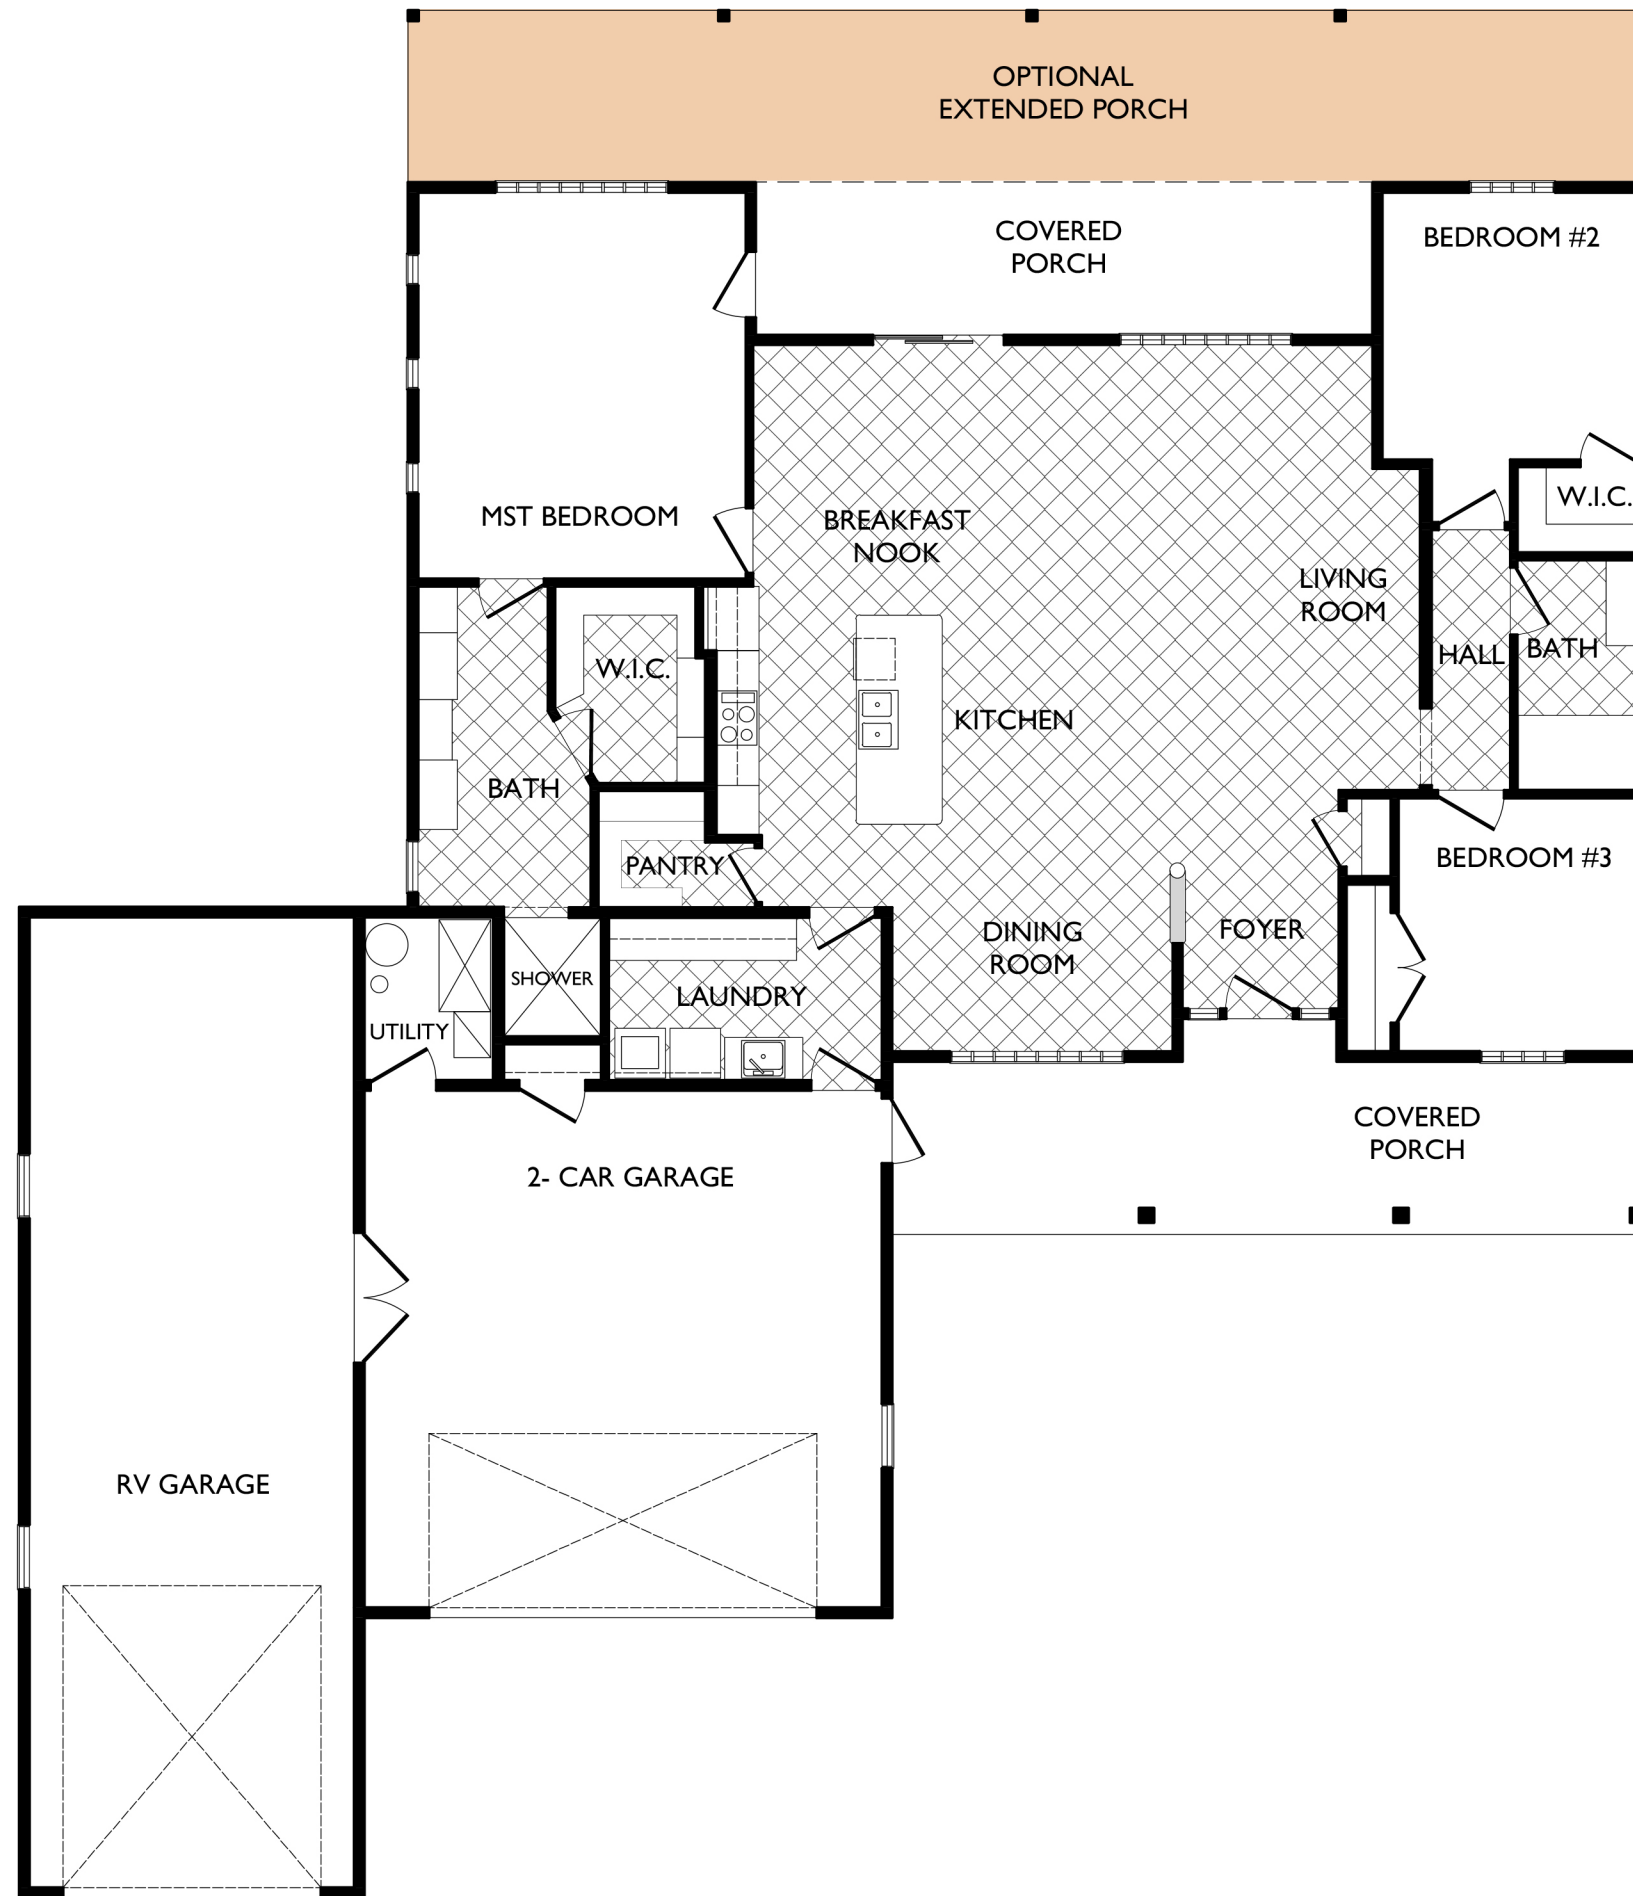 OPTIONAL
EXTENDED PORCH
COVERED
PORCH
BEDROOM #2
MST BEDROOM
BREAKFAST
NOOK
W.I.C.
LIVING
ROOM
HALL
BATH
W.I.C.
KITCHEN
BATH
PANTRY
BEDROOM #3
DINING
ROOM
FOYER
SHOWER
LAUNDRY
UTILITY
COVERED
PORCH
2- CAR GARAGE
RV GARAGE